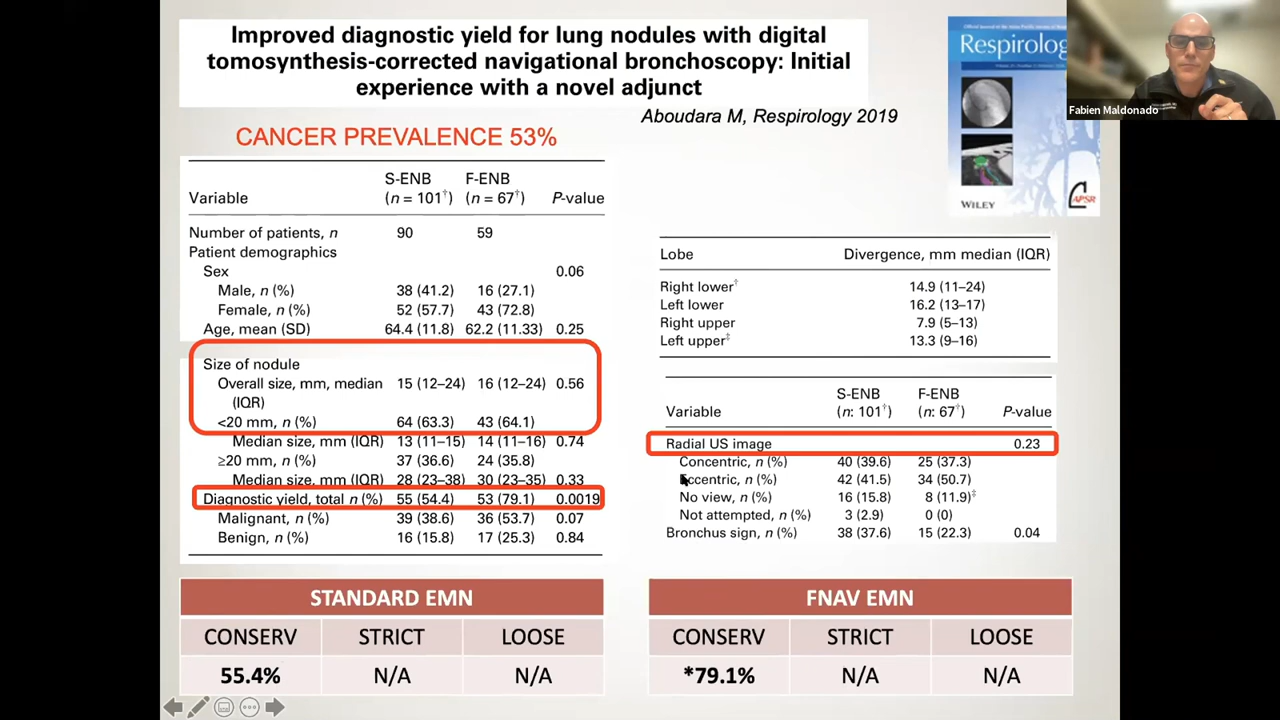 Improved diagnostic yield for lung nodules with digital
tomosynthesis-corrected navigational bronchoscopy: Initial
experience with a novel adjunct
Aboudara M, Respirology 2019
CANCER PREVALENCE 53%
S-ENB F-ENB
Variable (n = 101†) (n = 67†) P-value
Number of patients, n 90 59
Patient demographics
Sex 0.06
Male, n (%) 38 (41.2) 16 (27.1)
Female, n (%) 52 (57.7) 43 (72.8)
Age, mean (SD) 64.4 (11.8) 62.2 (11.33) 0.25
Size of nodule
Overall size, mm, median 15 (12–24) 16 (12–24) 0.56
(IQR)
<20 mm, n (%) 64 (63.3) 43 (64.1)
Median size, mm (IQR) 13 (11–15) 14 (11–16) 0.74
≥20 mm, n (%) 37 (36.6) 24 (35.8)
Median size, mm (IQR) 28 (23–38) 30 (23–35) 0.33
Diagnostic yield, total n (%) 55 (54.4) 53 (79.1) 0.0019
Malignant, n (%) 39 (38.6) 36 (53.7) 0.07
Benign, n (%) 16 (15.8) 17 (25.3) 0.84
Respirolog
WILEY
APSR
Fabien Maldonado
Lobe Divergence, mm median (IQR)
Right lower† 14.9 (11–24)
Left lower 16.2 (13–17)
Right upper 7.9 (5–13)
Left upper‡ 13.3 (9–16)
S-ENB F-ENB
Variable (n: 101†) (n: 67†) P-value
Radial US image 0.23
Concentric, n (%) 40 (39.6) 25 (37.3)
Eccentric, n (%) 42 (41.5) 34 (50.7)
No view, n (%) 16 (15.8) 8 (11.9)‡
Not attempted, n (%) 3 (2.9) 0 (0)
Bronchus sign, n (%) 38 (37.6) 15 (22.3) 0.04
STANDARD EMN
CONSERV STRICT LOOSE
55.4% N/A N/A
FNAV EMN
CONSERV STRICT LOOSE
*79.1% N/A N/A